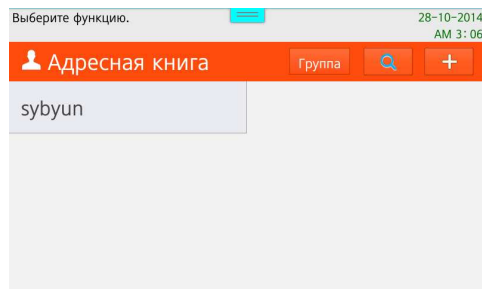 Выберите функцию.
28-10-2014
AM 3:06
Адресная книга
Группа
sybyun